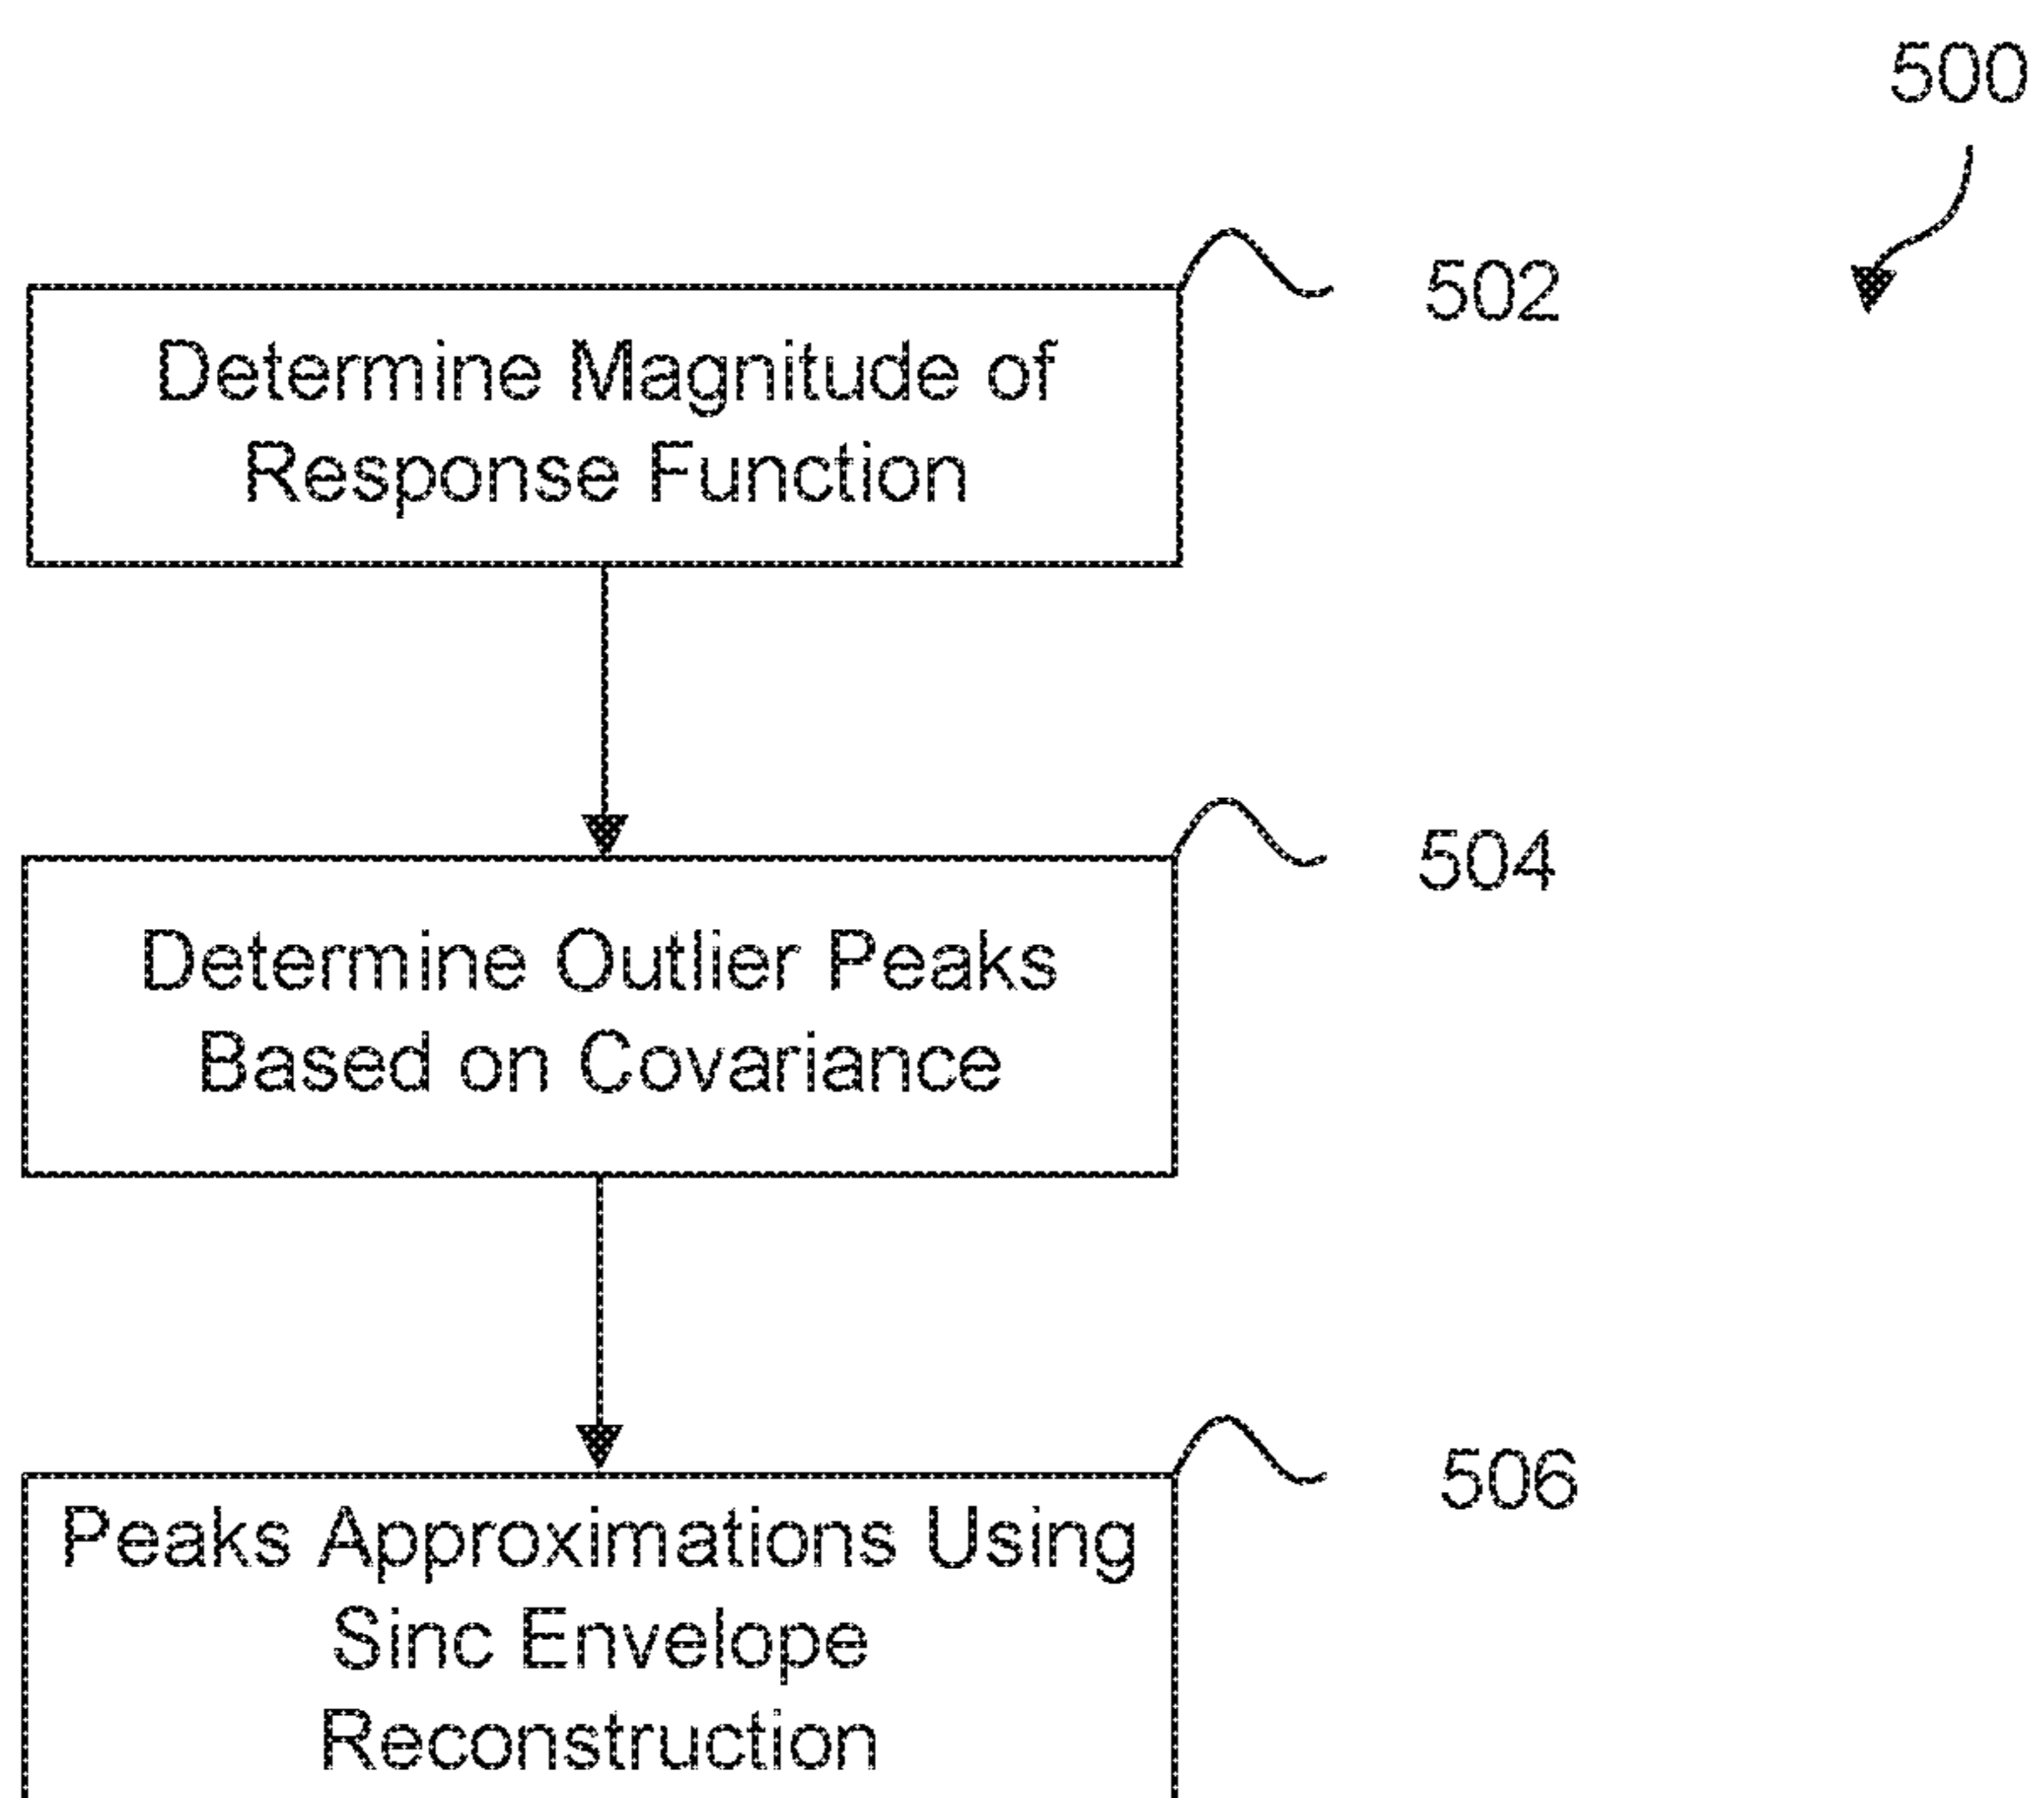 500
502
Determine Magnitude of
Response Function
504
Determine Outlier Peaks
Based on Covariance
506
Peaks Approximations Using
Sinc Envelope
Reconstruction